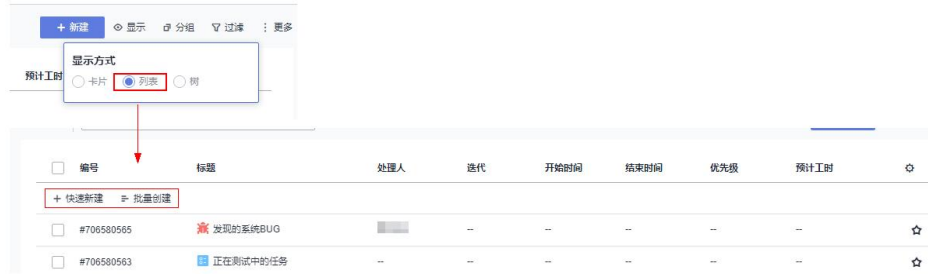 + 新建 显示 分组 过滤 更多
显示方式
预计工时
卡片 列表 树
编号 标题 处理人 迭代 开始时间 结束时间 优先级 预计工时
+ 快速新建 批量创建
#706580565 发现的系统BUG -- -- -- -- --
#706580563 正在测试中的任务 -- -- -- -- -- --